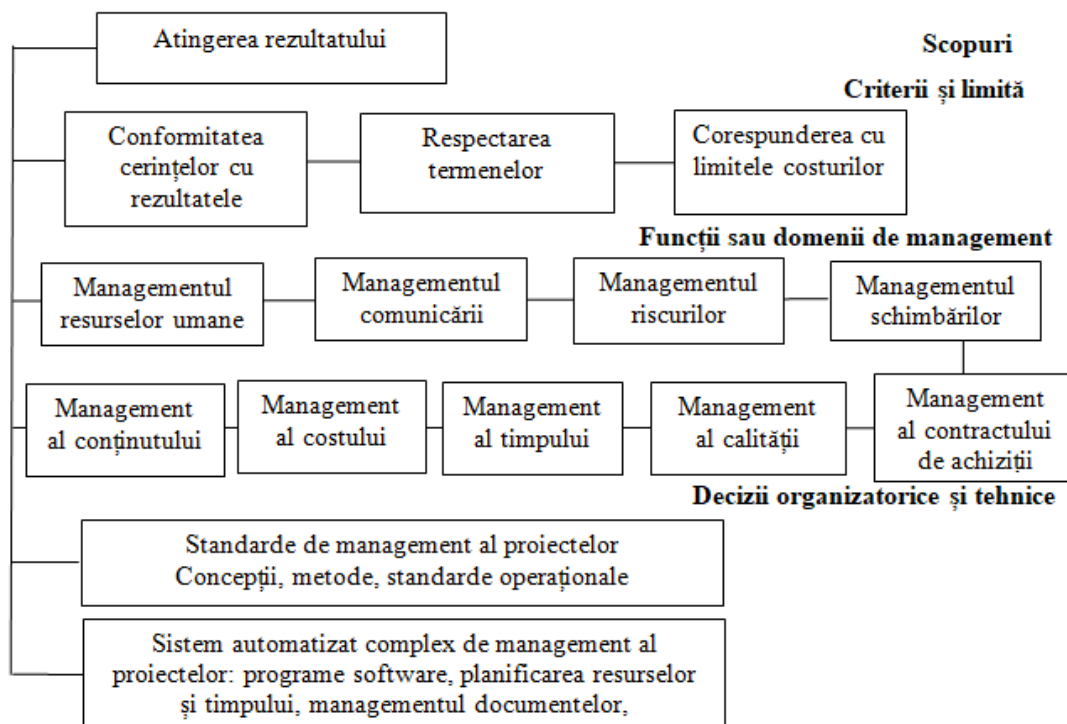 Atingerea rezultatului
Scopuri
Criterii și limită
Conformitatea
cerințelor cu
rezultatele
Respectarea
termenelor
Corespunderea cu
limitele costurilor
Funcții sau domenii de management
Managementul
resurselor umane
Managementul
comunicării
Managementul
riscurilor
Managementul
schimbărilor
Management
al conținutului
Management
al costului
Management
al timpului
Management
al calității
Management
al contractului
de achiziții
Decizii organizatorice și tehnice
Standarde de management al proiectelor
Concepții, metode, standarde operaționale
Sistem automatizat complex de management al
proiectelor: programe software, planificarea resurselor
și timpului, managementul documentelor,